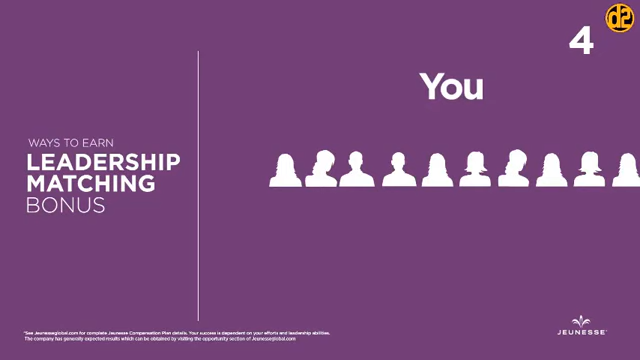 4
You
WAYS TO EARN
LEADERSHIP
MATCHING
BONUS
*See Jeunesseglobal.com for complete Jeunesse Compensation Plan details. Your success is dependent on your efforts and leadership abilities.
The company has generally expected results which can be obtained by visiting the opportunity section of Jeunesseglobal.com
JEUNESSE
d2